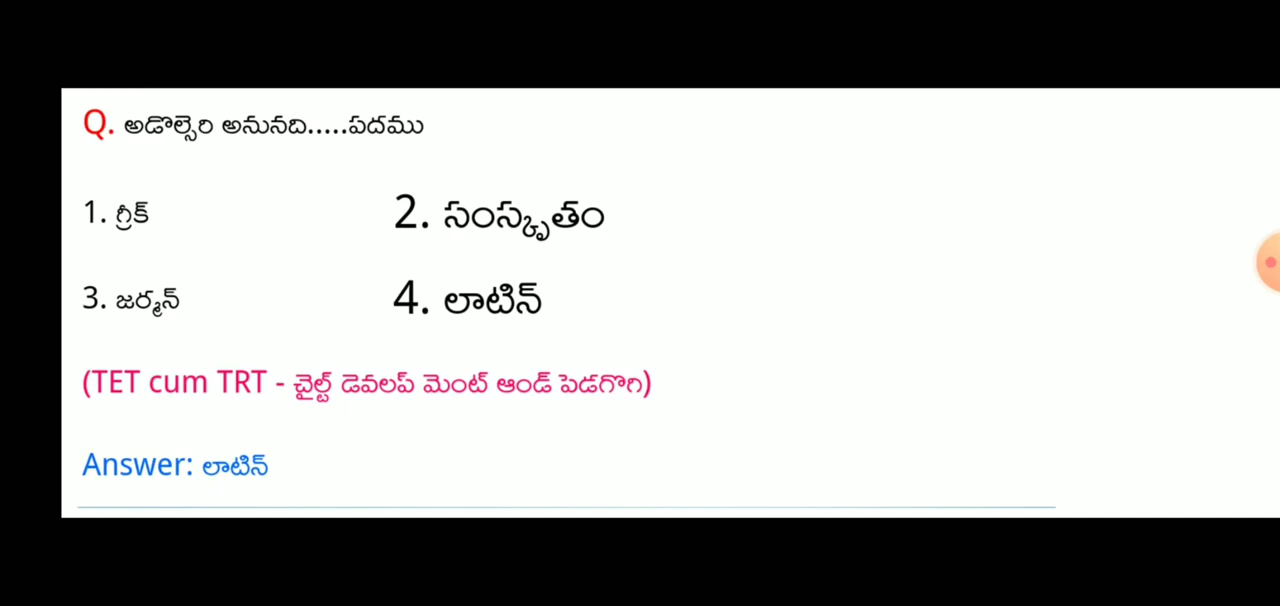 Q. అడొల్సెరి అనునది.....పదము
1. గ్రీక్ 2. సంస్కృతం
3. జర్మన్ 4. లాటిన్
(TET cum TRT - చైల్ట్ డెవలప్ మెంట్ ఆండ్ పెడగొగి)
Answer: లాటిన్